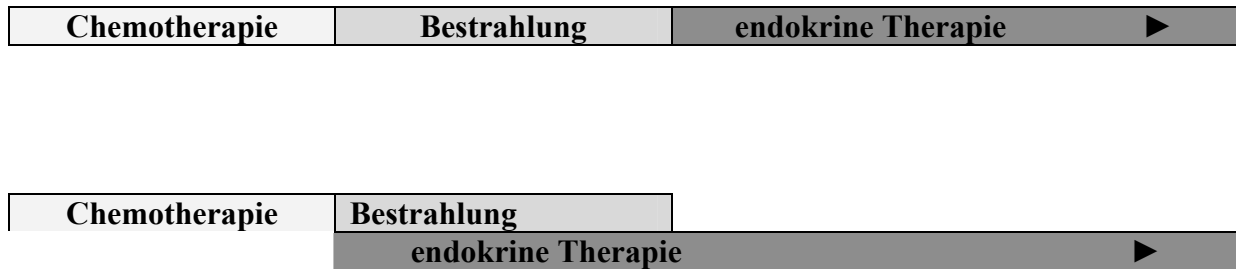 Chemotherapie Bestrahlung endokrine Therapie ►
Chemotherapie Bestrahlung
endokrine Therapie ►